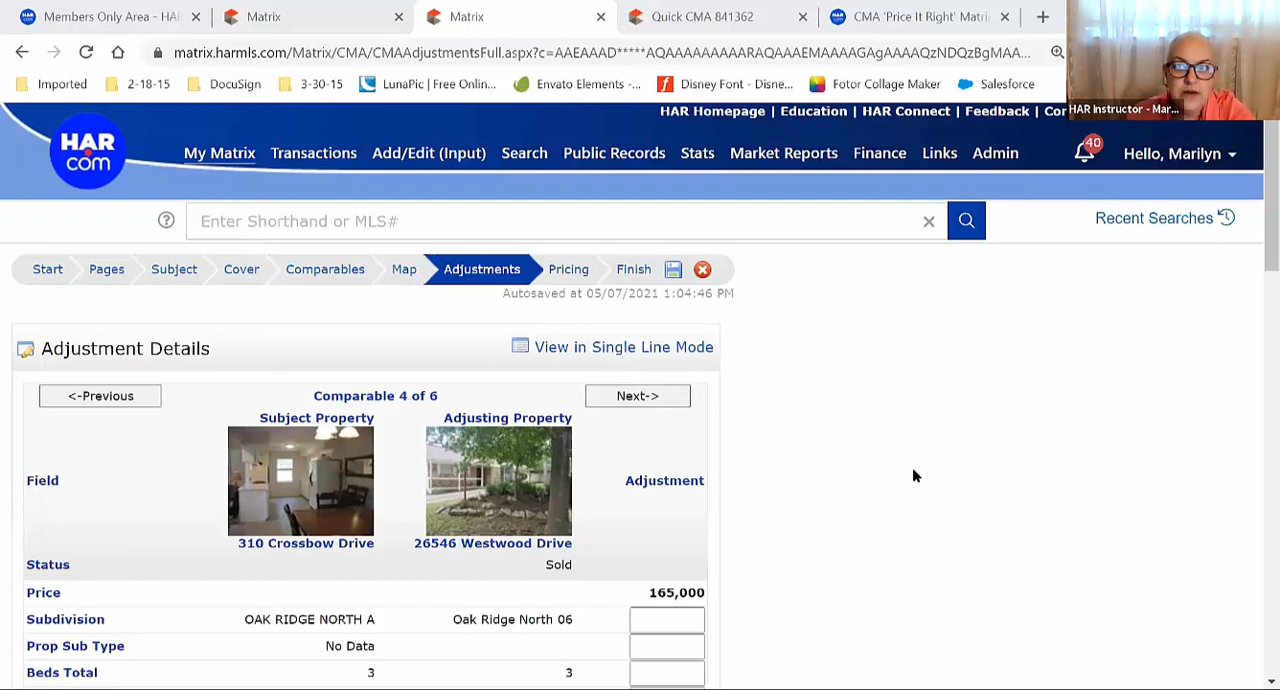 Members Only Area - HA
Matrix
Matrix
Quick CMA 841362
CMA 'Price It Right' Matri
matrix.harmls.com/Matrix/CMA/CMAAdjustmentsFull.aspx?c=AAEAAAD*****AQAAAAAAAAARAQAAAEMAAAAGAgAAAAQzNDQzBgMAA...
Imported
2-18-15
DocuSign
3-30-15
LunaPic | Free Onlin...
Envato Elements -...
Disney Font - Disne...
Fotor Collage Maker
Salesforce
HAR Instructor - Mar...
HAR Homepage | Education | HAR Connect | Feedback | Cor
HAR
com
My Matrix
Transactions
Add/Edit (Input)
Search
Public Records
Stats
Market Reports
Finance
Links
Admin
40
Hello, Marilyn
Enter Shorthand or MLS#
Recent Searches
Start
Pages
Subject
Cover
Comparables
Map
Adjustments
Pricing
Finish
Autosaved at 05/07/2021 1:04:46 PM
Adjustment Details
View in Single Line Mode
<-Previous
Comparable 4 of 6
Next->
Subject Property
Adjusting Property
Field
Adjustment
310 Crossbow Drive
26546 Westwood Drive
Status
Sold
Price
165,000
Subdivision
OAK RIDGE NORTH A
Oak Ridge North 06
Prop Sub Type
No Data
Beds Total
3
3